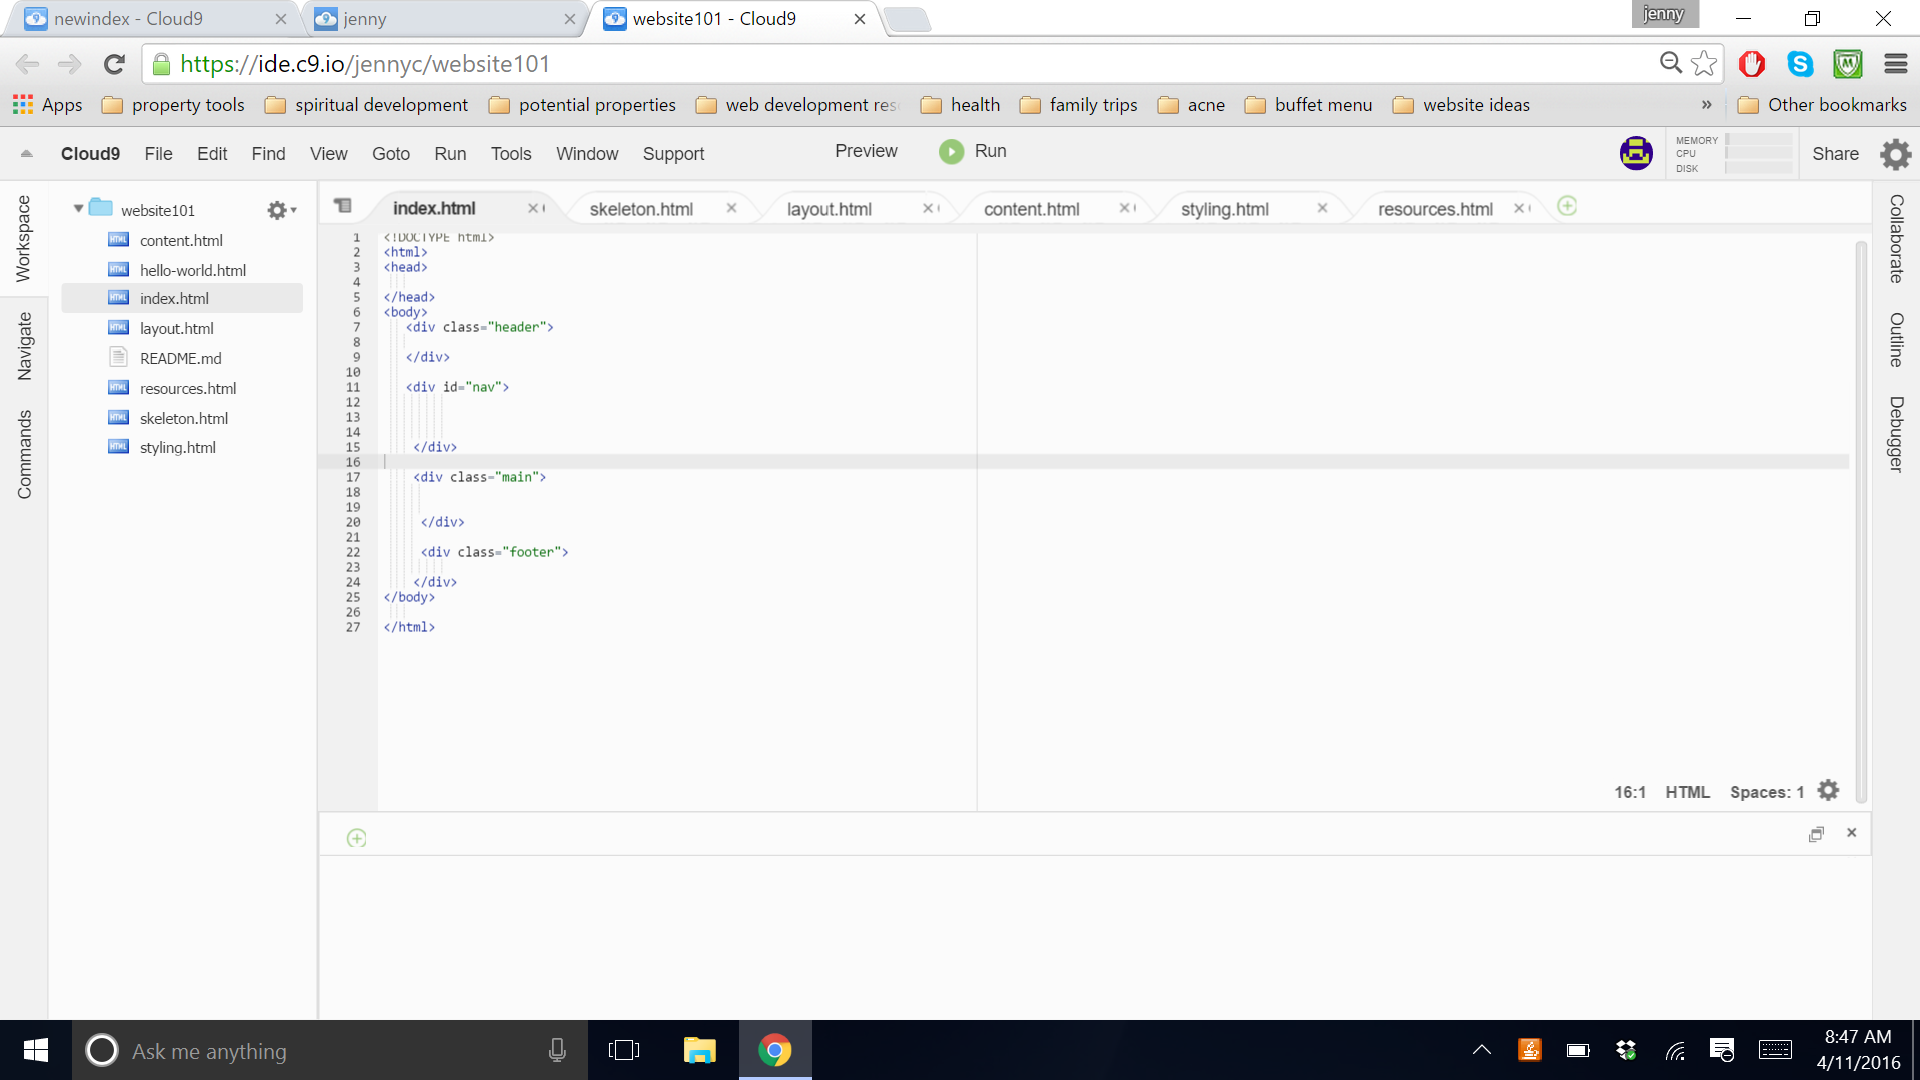 newindex - Cloud9
jenny
website101 - Cloud9
jenny
https://ide.c9.io/jennyc/website101
Apps property tools spiritual development potential properties web development res health family trips acne buffet menu website ideas » Other bookmarks
Cloud9 File Edit Find View Goto Run Tools Window Support Preview Run
MEMORY
CPU
DISK
Share
Workspace
Navigate
Commands
website101
content.html
hello-world.html
index.html
layout.html
README.md
resources.html
skeleton.html
styling.html
index.html skeleton.html layout.html content.html styling.html resources.html
1 <!DOCTYPE html>
2 <html>
3 <head>
4
5 </head>
6 <body>
7 <div class="header">
8
9 </div>
10
11 <div id="nav">
12
13
14
15 </div>
16
17 <div class="main">
18
19
20 </div>
21
22 <div class="footer">
23
24 </div>
25 </body>
26
27 </html>
16:1 HTML Spaces: 1
Collaborate
Outline
Debugger
Ask me anything
8:47 AM
4/11/2016